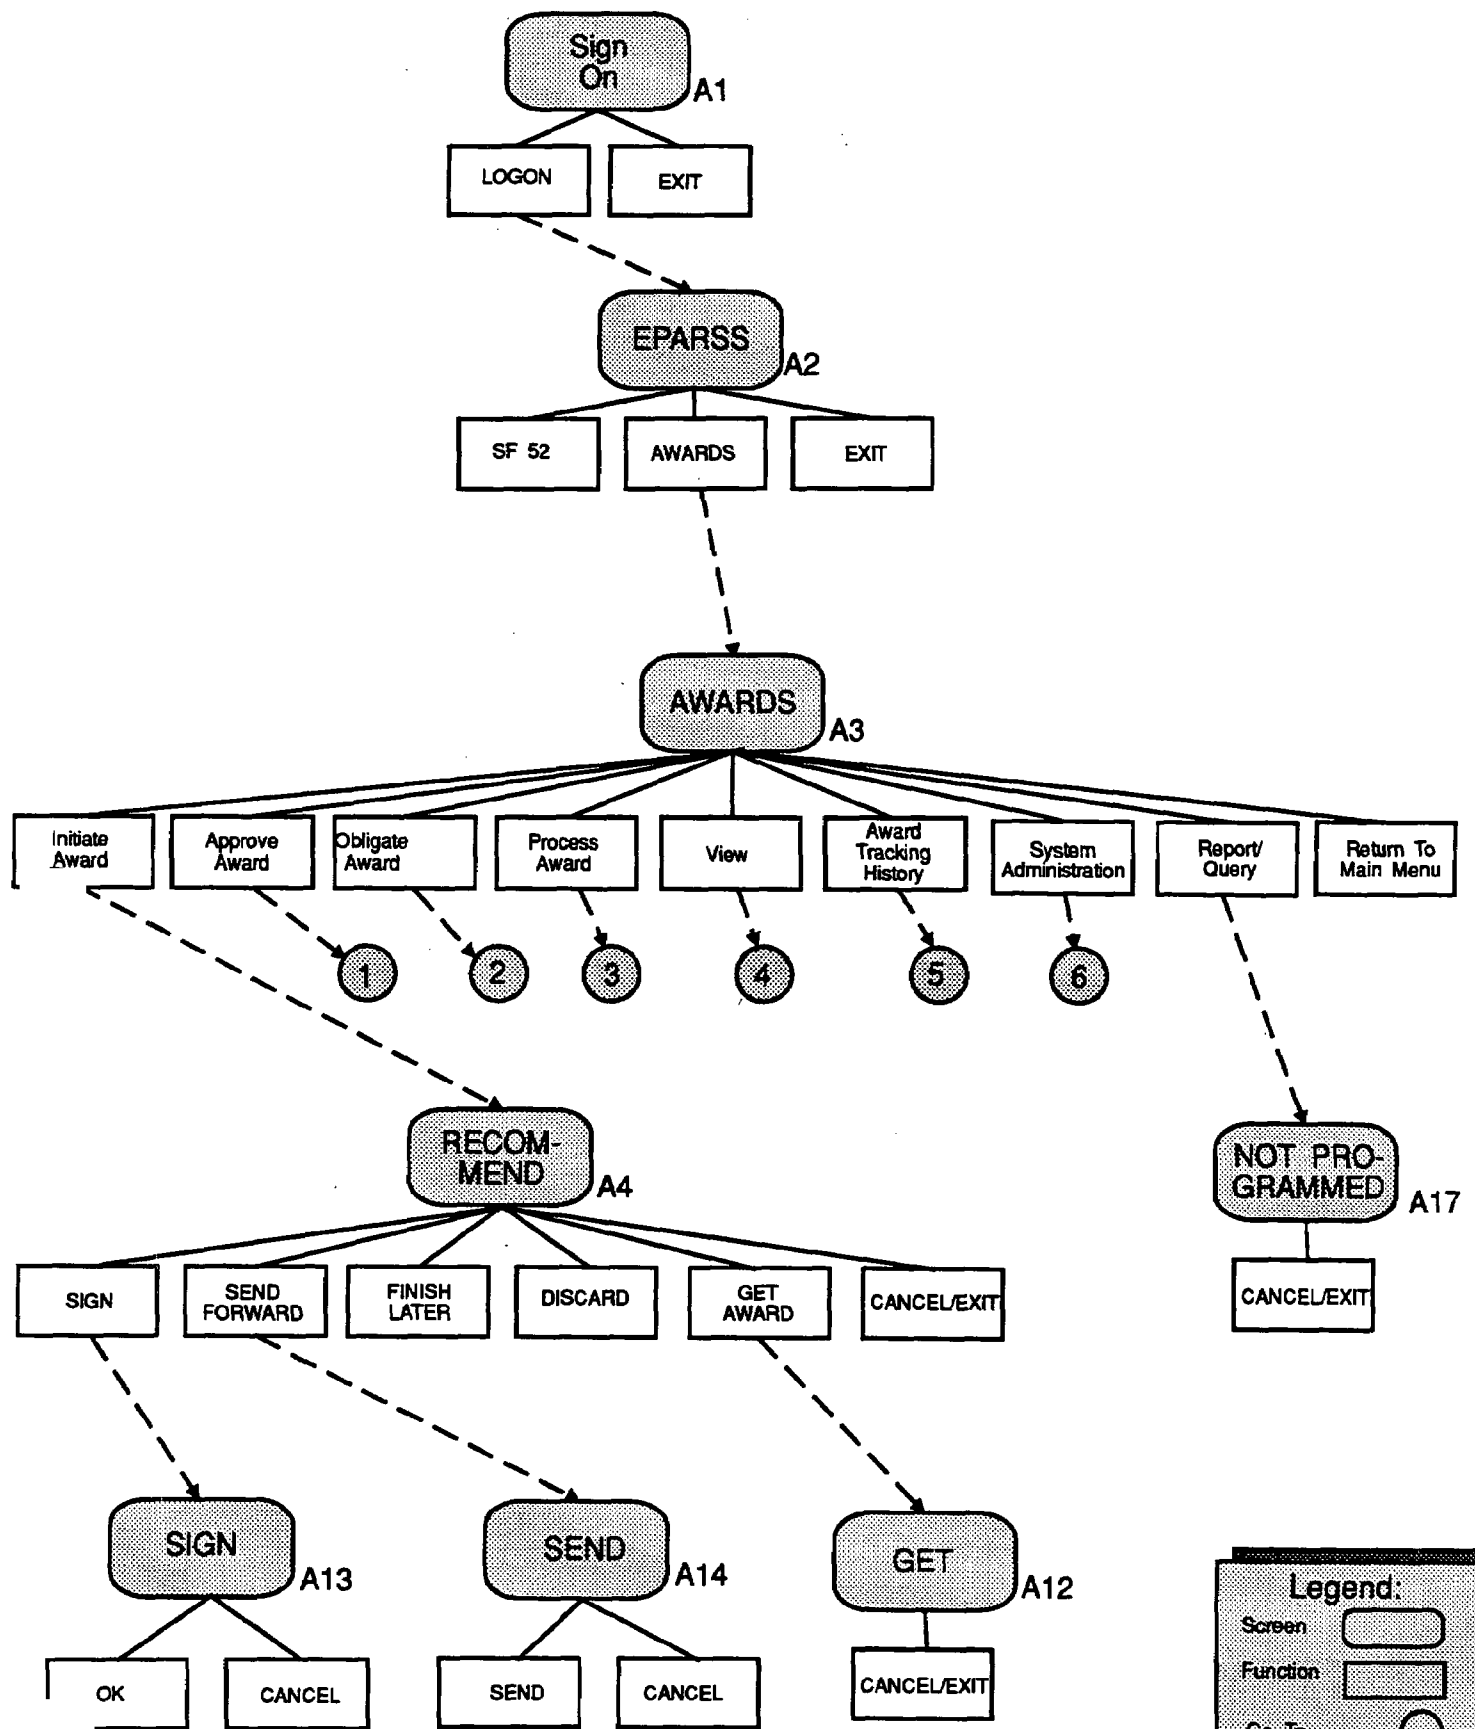 Sign
On
A1
LOGON
EXIT
EPARSS
A2
SF 52
AWARDS
EXIT
AWARDS
A3
Initiate
Award
Approve
Award
Obligate
Award
Process
Award
View
Award
Tracking
History
System
Administration
Report/
Query
Return To
Main Menu
1
2
3
4
5
6
RECOM-
MEND
A4
NOT PRO-
GRAMMED
A17
SIGN
SEND
FORWARD
FINISH
LATER
DISCARD
GET
AWARD
CANCEL/EXIT
CANCEL/EXIT
SIGN
A13
SEND
A14
GET
A12
OK
CANCEL
SEND
CANCEL
CANCEL/EXIT
Legend:
Screen
Function
Go To